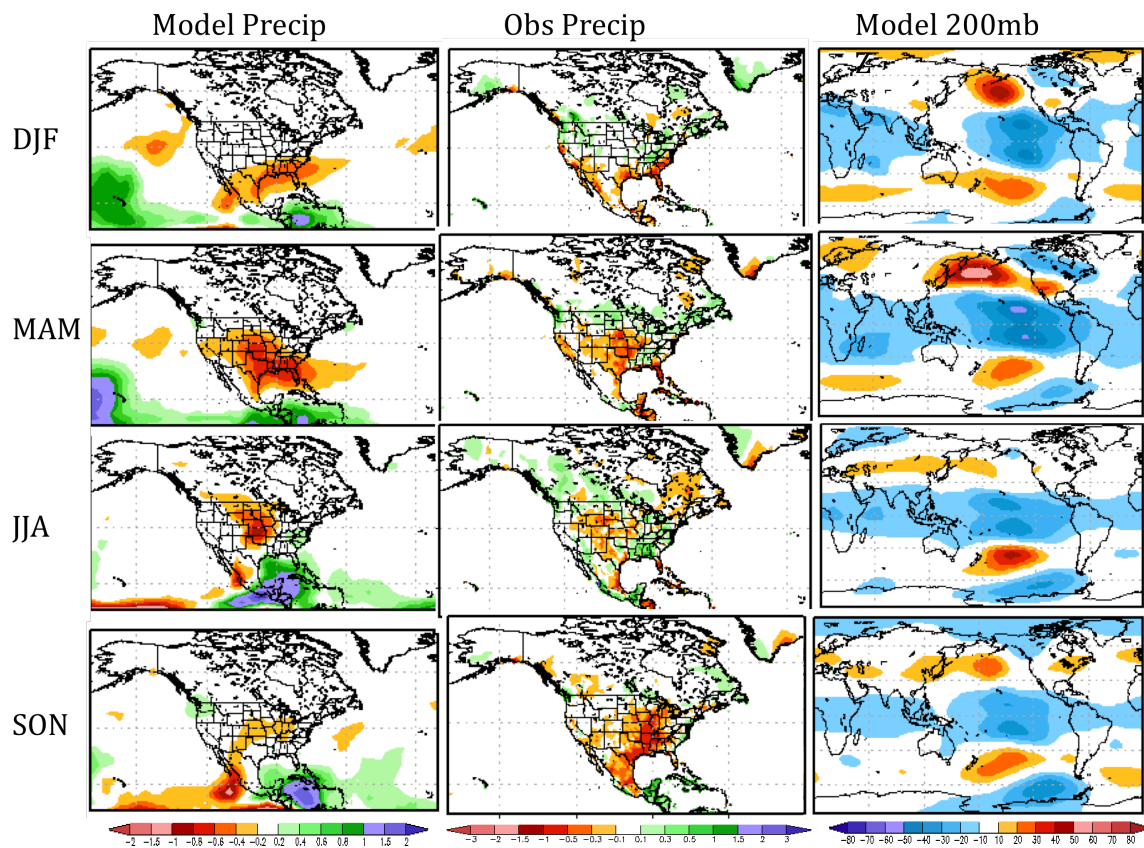 Model Precip Obs Precip Model 200mb
DJF
MAM
JJA
SON
−2 −1.5 −1 −0.8 −0.6 −0.4 −0.2 0.2 0.4 0.6 0.8 1 1.5 2
−3 −2 −1.5 −1 −0.5 −0.3 −0.1 0.1 0.3 0.5 1 1.5 2 3
−80 −70 −60 −50 −40 −30 −20 −10 10 20 30 40 50 60 70 80